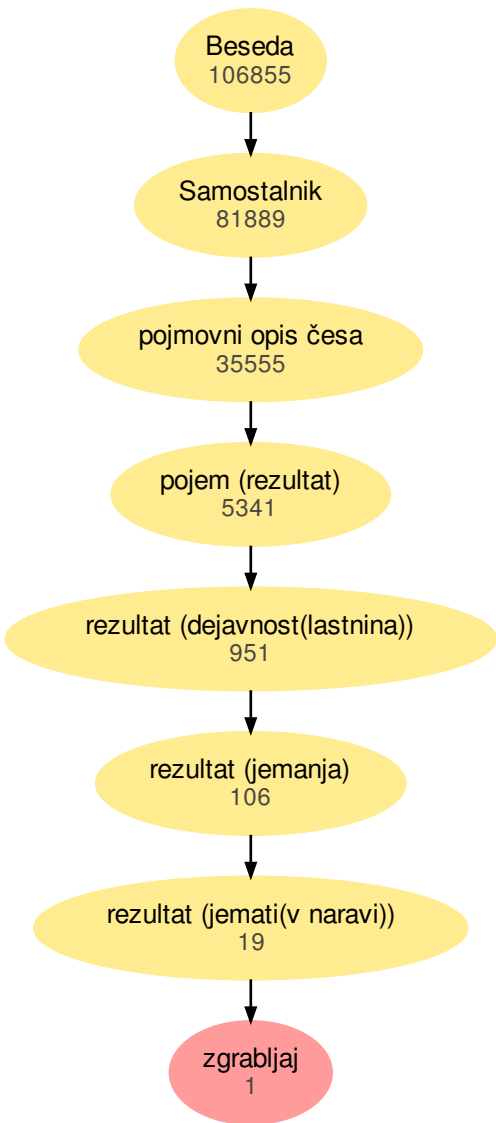 Beseda
106855
Samostalnik
81889
pojmovni opis česa
35555
pojem (rezultat)
5341
rezultat (dejavnost(lastnina))
951
rezultat (jemanja)
106
rezultat (jemati(v naravi))
19
zgrabljaj
1